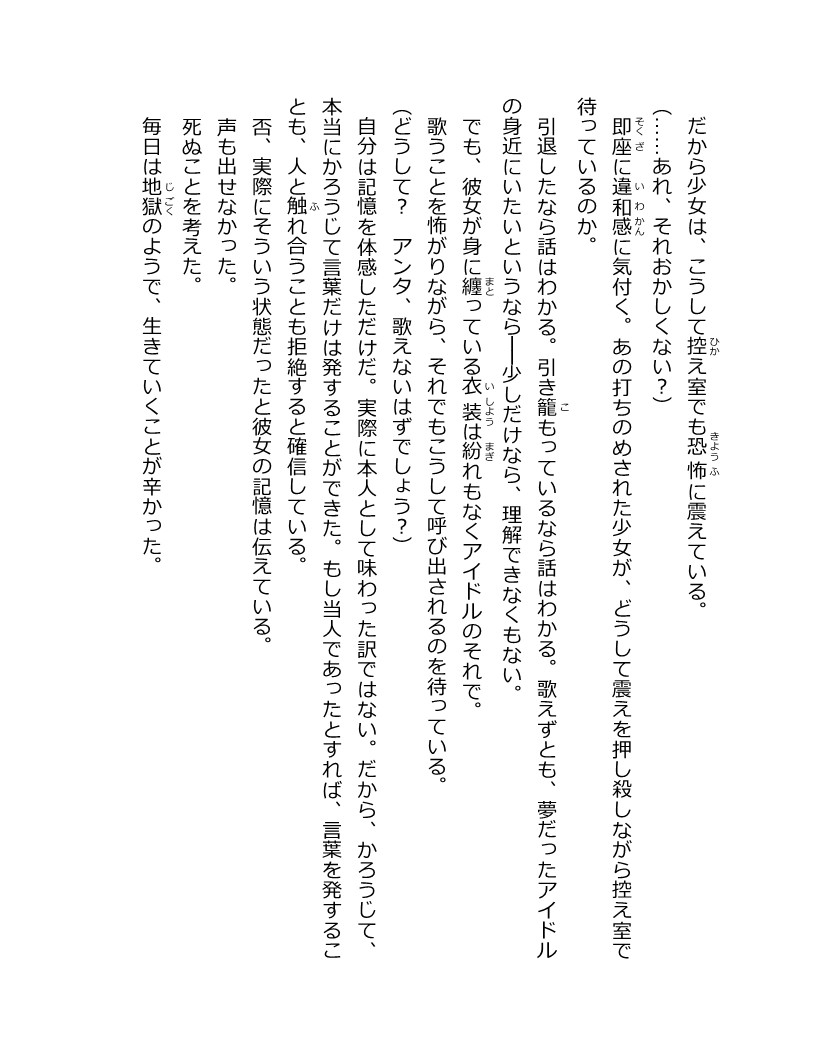 だから少女は、こうして控え室でも恐怖に震えている。
(……あれ、それおかしくない？)
即座に違和感に気付く。あの打ちのめされた少女が、どうして震えを押し殺しながら控え室で
待っているのか。
引退したなら話はわかる。引き籠もっているなら話はわかる。歌えずとも、夢だったアイドル
の身近にいたいというなら――少しだけなら、理解できなくもない。
でも、彼女が身に纏っている衣装は紛れもなくアイドルのそれで。
歌うことを怖がりながら、それでもこうして呼び出されるのを待っている。
(どうして？　アンタ、歌えないはずでしょう？)
自分は記憶を体感しただけだ。実際に本人として味わった訳ではない。だから、かろうじて、
本当にかろうじて言葉だけは発することができた。もし当人であったとすれば、言葉を発するこ
とも、人と触れ合うことも拒絶すると確信している。
否、実際にそういう状態だったと彼女の記憶は伝えている。
声も出せなかった。
死ぬことを考えた。
毎日は地獄のようで、生きていくことが辛かった。